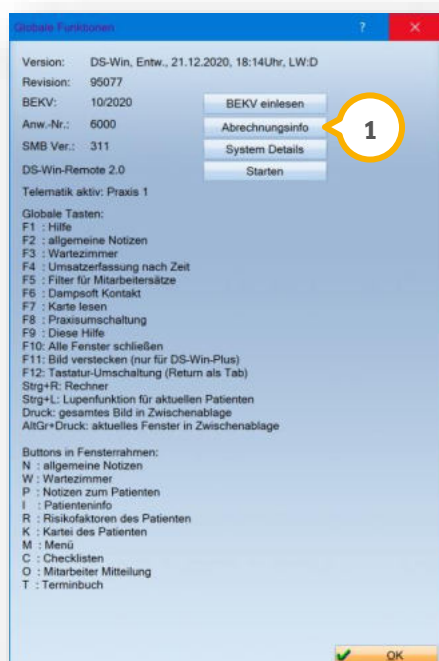 Globale Funktionen ? ×
Version: DS-Win, Entw., 21.12.2020, 18:14Uhr, LW:D
Revision: 95077
BEKV: 10/2020 BEKV einlesen
Anw.-Nr.: 6000 Abrechnungsinfo 1
SMB Ver.: 311 System Details
DS-Win-Remote 2.0 Starten
Telematik aktiv: Praxis 1
Globale Tasten:
F1 : Hilfe
F2 : allgemeine Notizen
F3 : Wartezimmer
F4 : Umsatzerfassung nach Zeit
F5 : Filter für Mitarbeitersätze
F6 : Dampsoft Kontakt
F7 : Karte lesen
F8 : Praxisumschaltung
F9 : Diese Hilfe
F10: Alle Fenster schließen
F11: Bild verstecken (nur für DS-Win-Plus)
F12: Tastatur-Umschaltung (Return als Tab)
Strg+R: Rechner
Strg+L: Lupenfunktion für aktuellen Patienten
Druck: gesamtes Bild in Zwischenablage
AltGr+Druck: aktuelles Fenster in Zwischenablage
Buttons in Fensterrahmen:
N : allgemeine Notizen
W : Wartezimmer
P : Notizen zum Patienten
I : Patienteninfo
R : Risikofaktoren des Patienten
K : Kartei des Patienten
M : Menü
C : Checklisten
O : Mitarbeiter Mitteilung
T : Terminbuch
OK